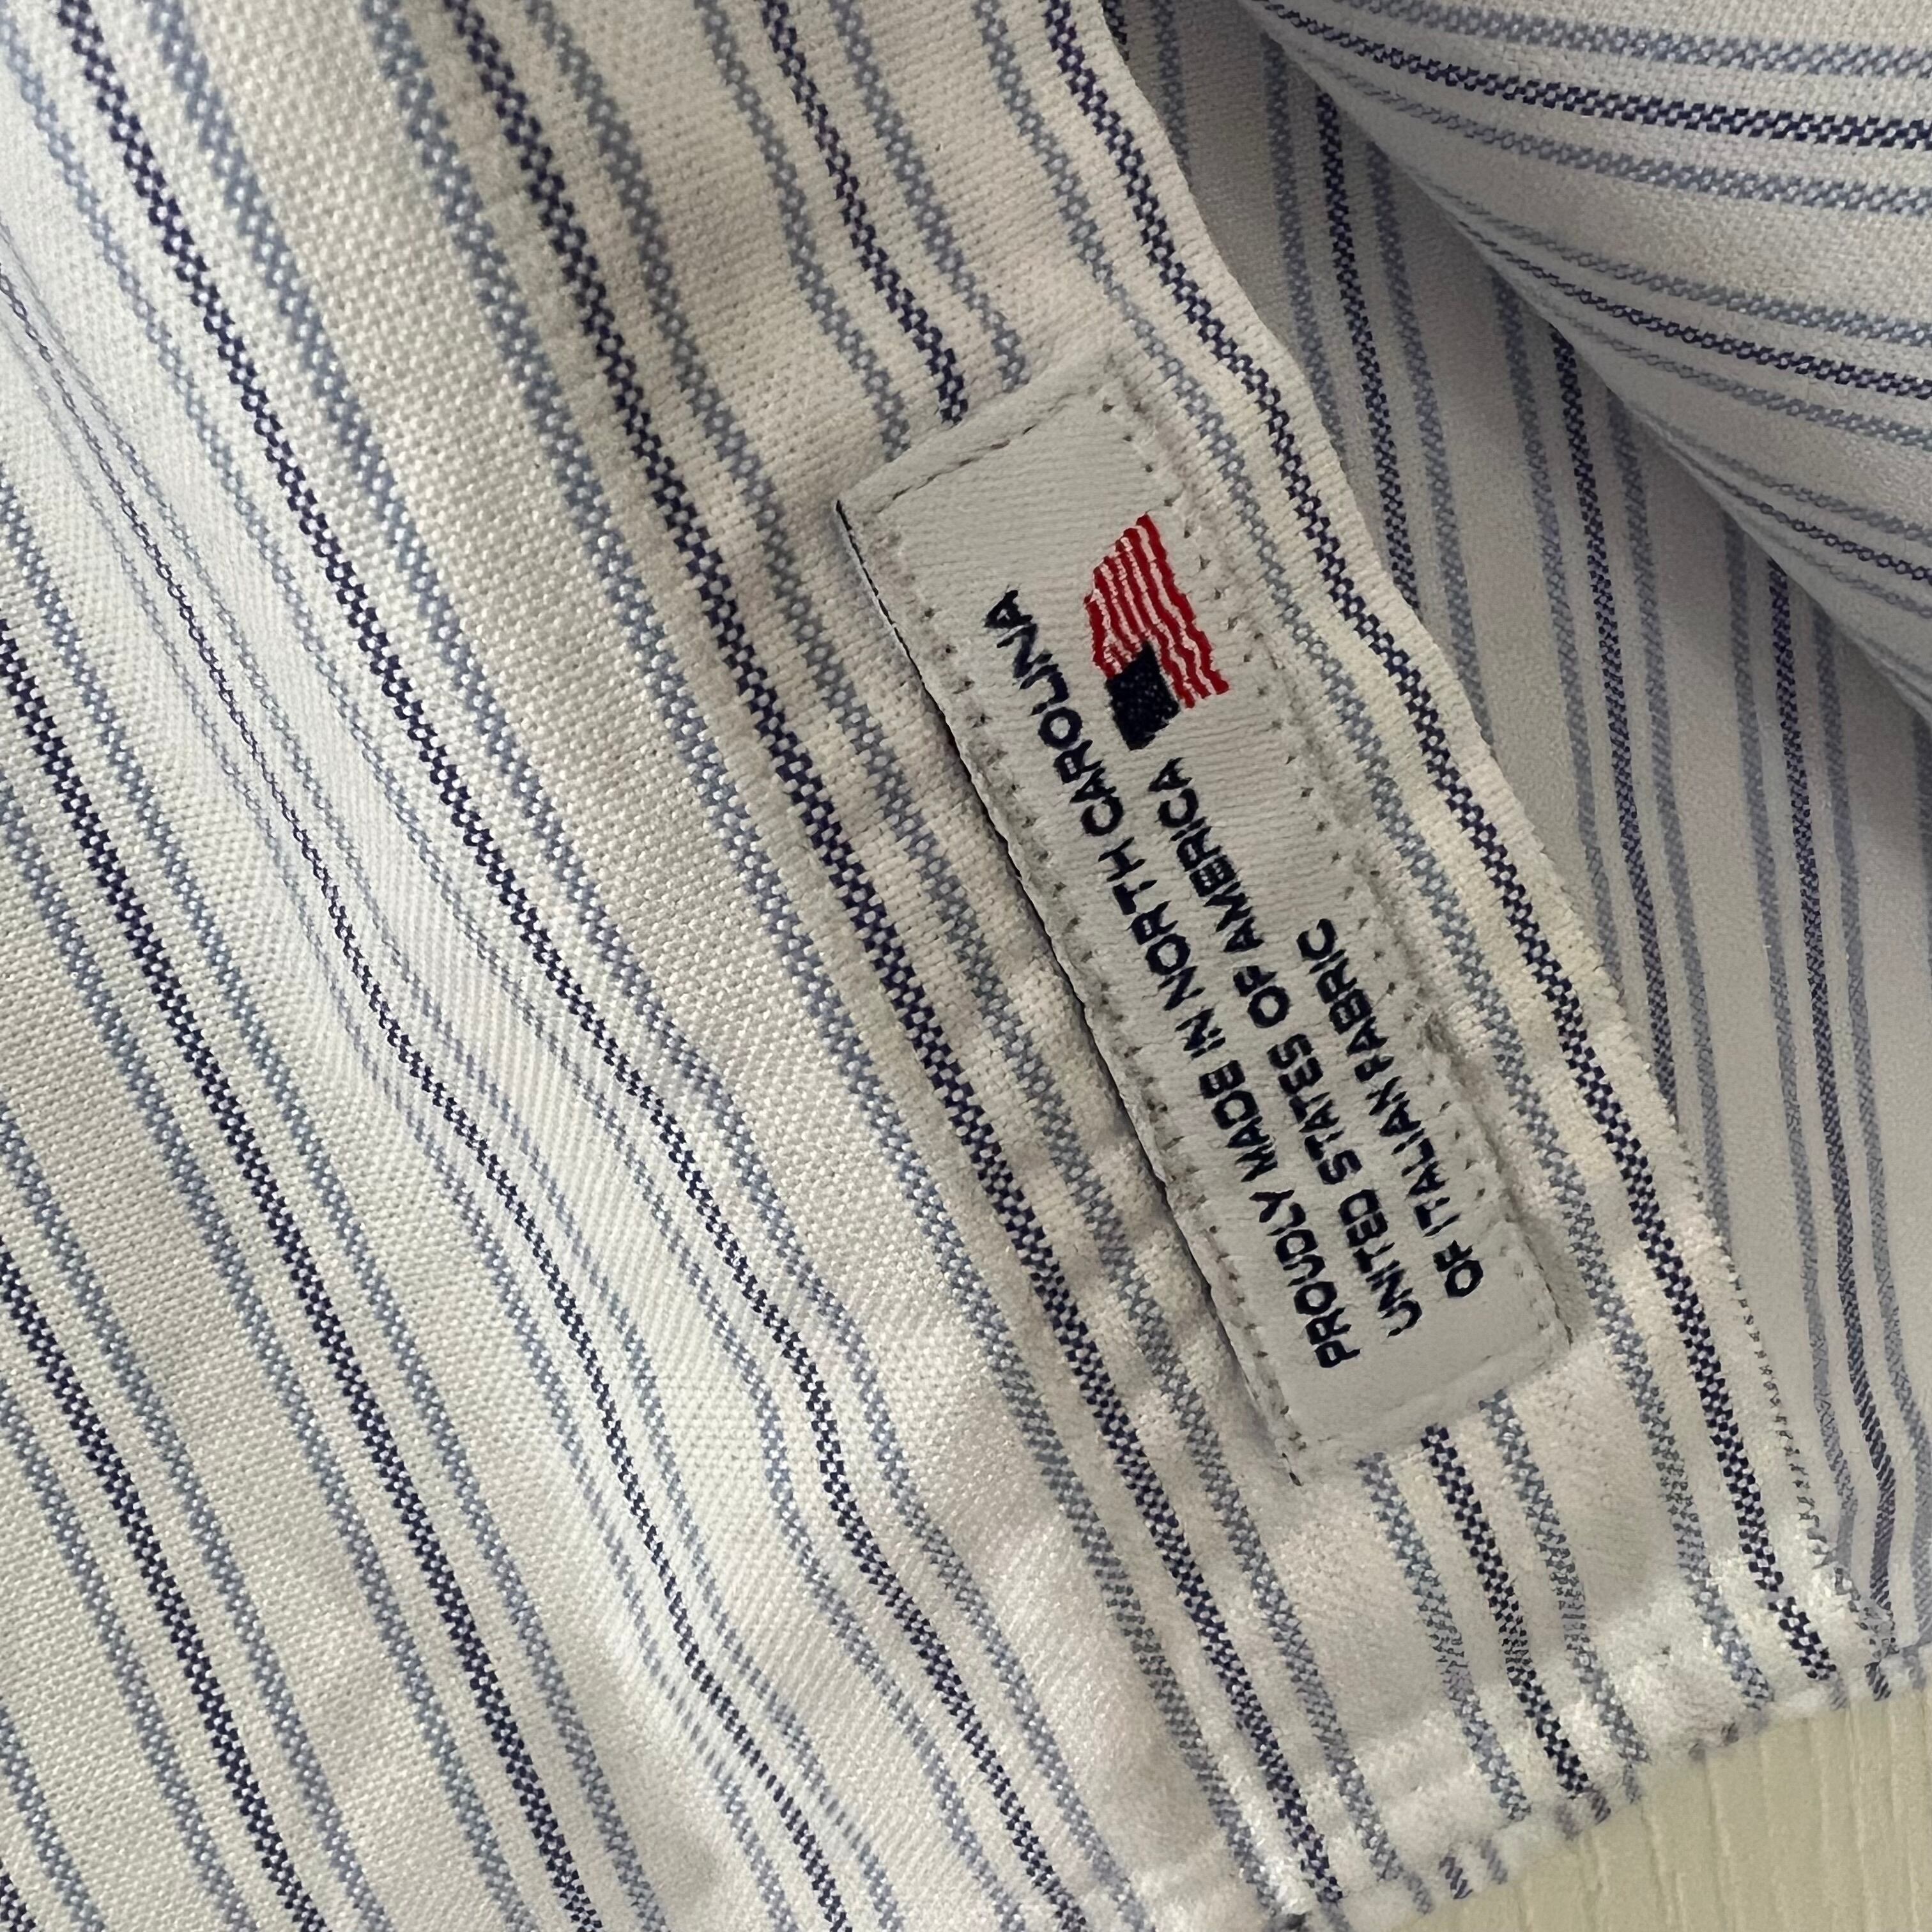 PROUDLY MADE IN NORTH CAROLINA
UNITED STATES OF AMERICA
OF ITALIAN FABRIC